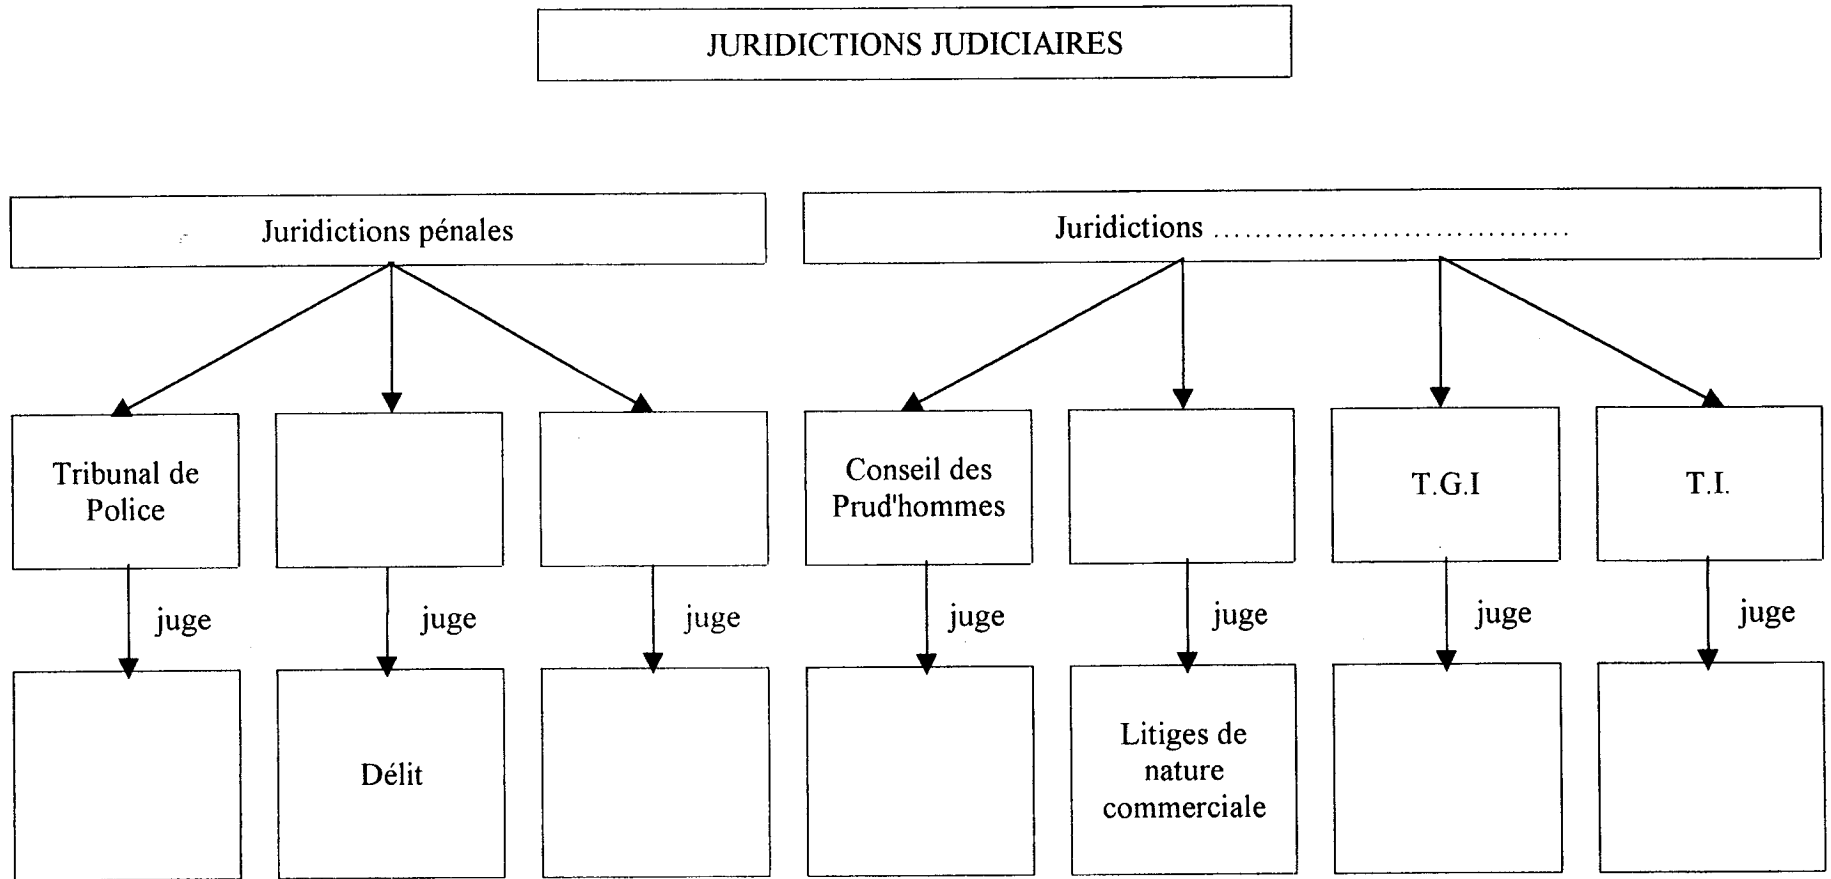 JURIDICTIONS JUDICIAIRES
Juridictions pénales
Juridictions ..................................
Tribunal de
Police
Conseil des
Prud'hommes
T.G.I
T.I.
juge
juge
juge
juge
juge
juge
juge
Délit
Litiges de
nature
commerciale